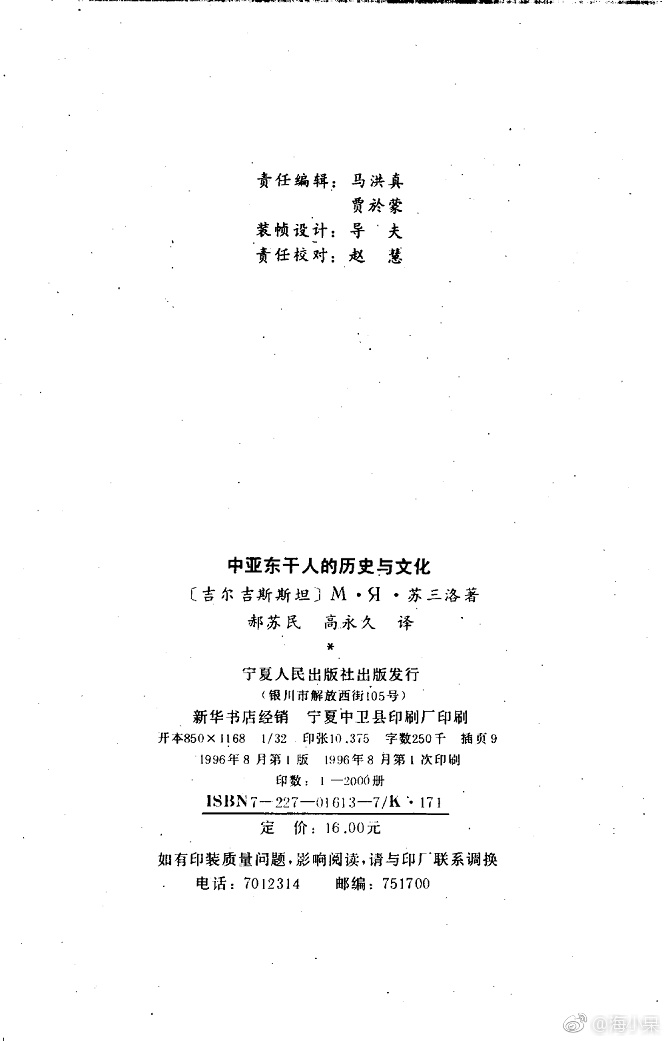 责任编辑：马洪真
贾於蒙
装帧设计：导　夫
责任校对：赵　慧
中亚东干人的历史与文化
〔吉尔吉斯斯坦〕М·Я·苏三洛著
郝苏民　高永久　译
*
宁夏人民出版社出版发行
（银川市解放西街105号）
新华书店经销　宁夏中卫县印刷厂印刷
开本850×1168　1/32　印张10.375　字数250千　插页9
1996年8月第1版　1996年8月第1次印刷
印数：1—2000册
ISBN7—227—01613—7/K·171
定　价：16.00元
如有印装质量问题，影响阅读，请与印厂联系调换
电话：7012314　邮编：751700
@海小呆